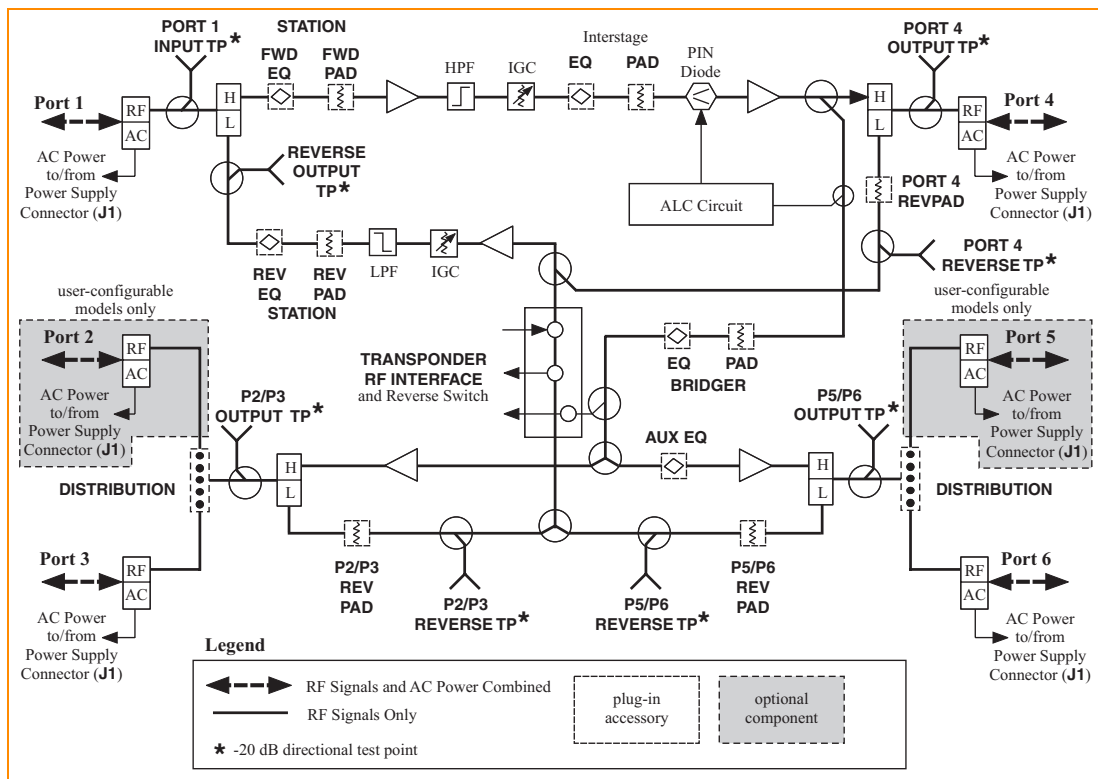 STATION
PORT 1
INPUT TP*
FWD
EQ
FWD
PAD
HPF
IGC
Interstage
EQ
PAD
PIN
Diode
PORT 4
OUTPUT TP*
Port 1
RF
AC
H
L
H
L
RF
AC
Port 4
AC Power
to/from
Power Supply
Connector (J1)
REVERSE
OUTPUT
TP*
ALC Circuit
PORT 4
REVPAD
AC Power
to/from
Power Supply
Connector (J1)
REV
EQ
REV
PAD
STATION
LPF
IGC
PORT 4
REVERSE TP*
user-configurable
models only
Port 2
RF
AC
AC Power
to/from
Power Supply
Connector (J1)
TRANSPONDER
RF INTERFACE
and Reverse Switch
EQ
PAD
BRIDGER
user-configurable
models only
Port 5
RF
AC
AC Power
to/from
Power Supply
Connector (J1)
P2/P3
OUTPUT TP*
P5/P6
OUTPUT TP*
AUX EQ
DISTRIBUTION
H
L
H
L
DISTRIBUTION
Port 3
RF
AC
AC Power
to/from
Power Supply
Connector (J1)
P2/P3
REV
PAD
P2/P3
REVERSE TP*
P5/P6
REVERSE TP*
P5/P6
REV
PAD
Port 6
RF
AC
AC Power
to/from
Power Supply
Connector (J1)
Legend
RF Signals and AC Power Combined
RF Signals Only
* -20 dB directional test point
plug-in
accessory
optional
component